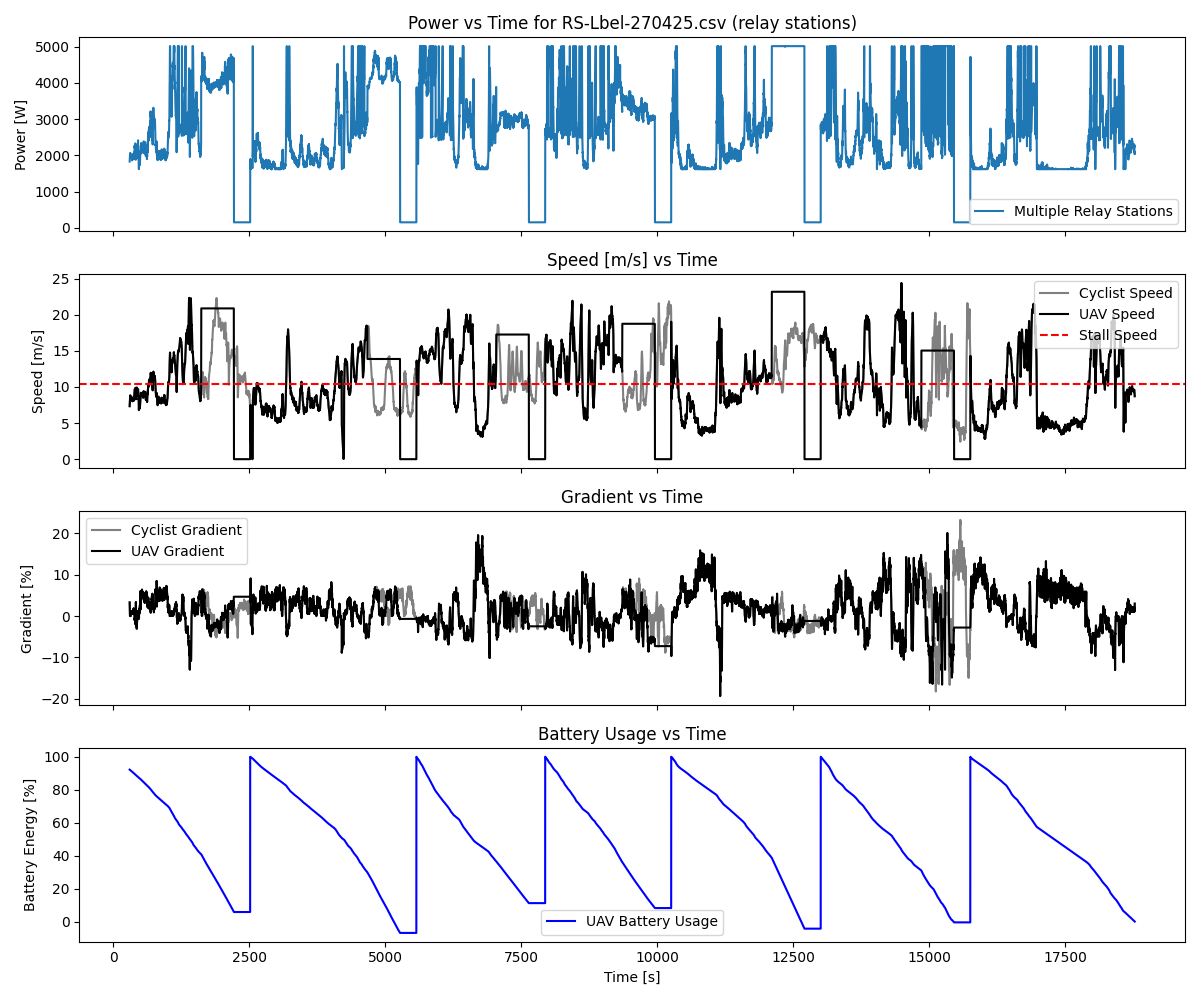 Power vs Time for RS-Lbel-270425.csv (relay stations)
Power [W]
5000
4000
3000
2000
1000
0
Multiple Relay Stations
Speed [m/s] vs Time
Speed [m/s]
25
20
15
10
5
0
Cyclist Speed
UAV Speed
Stall Speed
Gradient vs Time
Gradient [%]
20
10
0
−10
−20
Cyclist Gradient
UAV Gradient
Battery Usage vs Time
Battery Energy [%]
100
80
60
40
20
0
UAV Battery Usage
0 2500 5000 7500 10000 12500 15000 17500
Time [s]